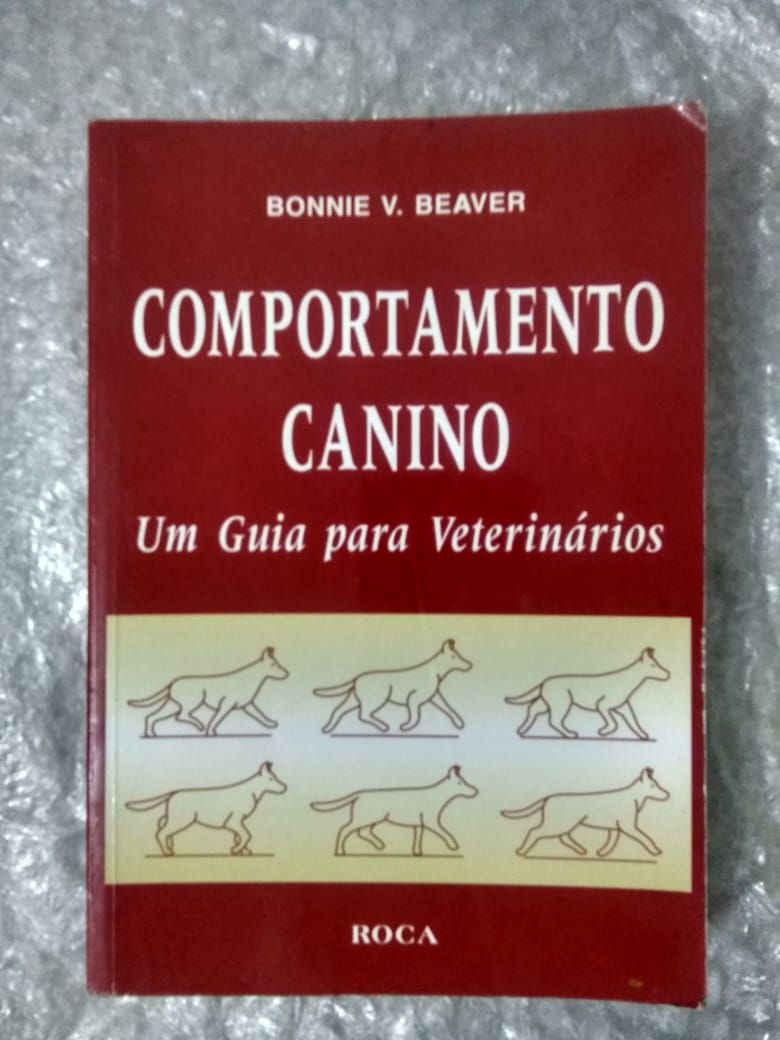 BONNIE V. BEAVER
COMPORTAMENTO
CANINO
Um Guia para Veterinários
ROCA